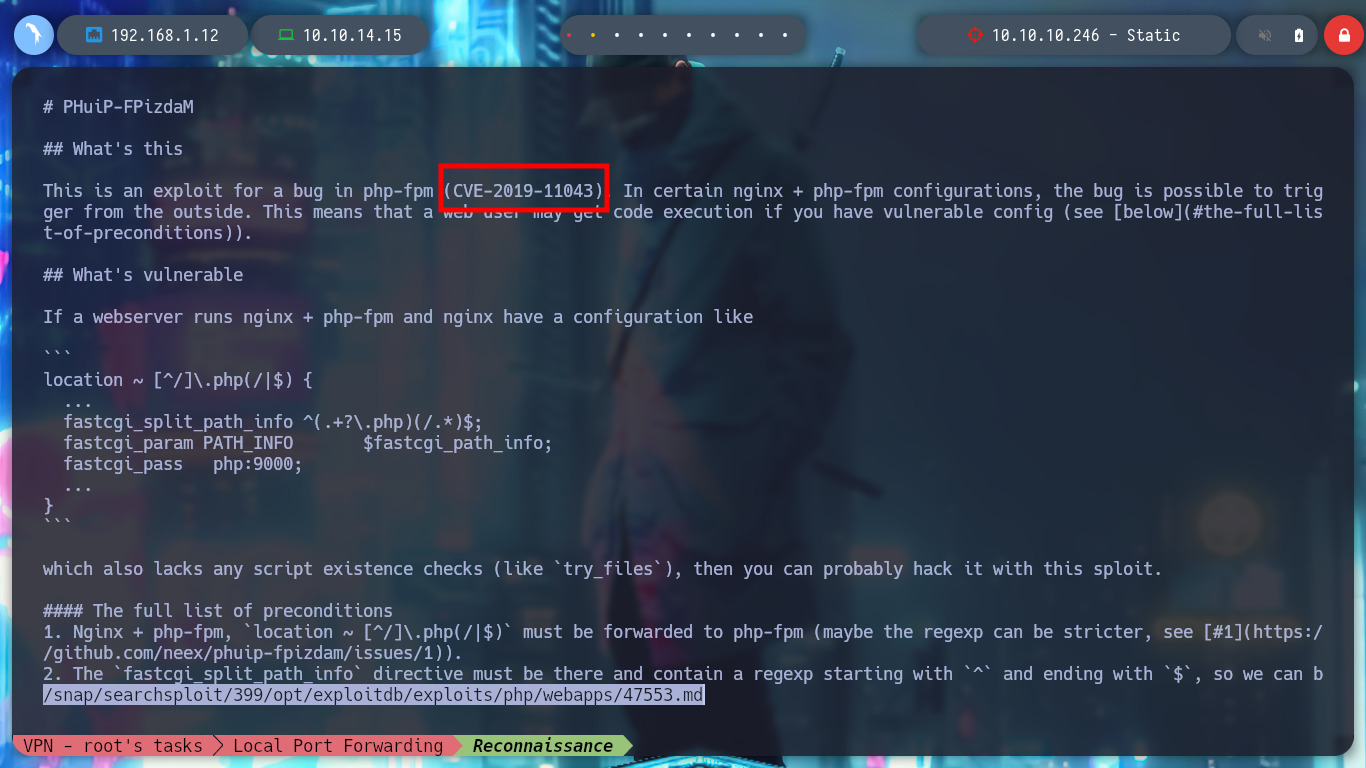 192.168.1.12
10.10.14.15
10.10.10.246 - Static
# PHuiP-FPizdaM
## What's this
This is an exploit for a bug in php-fpm (CVE-2019-11043). In certain nginx + php-fpm configurations, the bug is possible to trig
ger from the outside. This means that a web user may get code execution if you have vulnerable config (see [below](#the-full-lis
t-of-preconditions)).
## What's vulnerable
If a webserver runs nginx + php-fpm and nginx have a configuration like
```
location ~ [^/]\.php(/|$) {
...
fastcgi_split_path_info ^(.+?\.php)(/.*)$;
fastcgi_param PATH_INFO       $fastcgi_path_info;
fastcgi_pass   php:9000;
...
}
```
which also lacks any script existence checks (like `try_files`), then you can probably hack it with this sploit.
#### The full list of preconditions
1. Nginx + php-fpm, `location ~ [^/]\.php(/|$)` must be forwarded to php-fpm (maybe the regexp can be stricter, see [#1](https:/
/github.com/neex/phuip-fpizdam/issues/1)).
2. The `fastcgi_split_path_info` directive must be there and contain a regexp starting with `^` and ending with `$`, so we can b
/snap/searchsploit/399/opt/exploitdb/exploits/php/webapps/47553.md
VPN - root's tasks
Local Port Forwarding
Reconnaissance